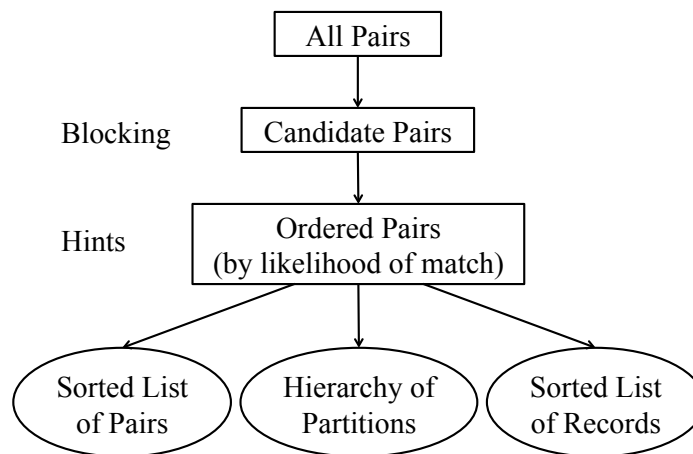 All Pairs
Blocking
Candidate Pairs
Hints
Ordered Pairs
(by likelihood of match)
Sorted List
of Pairs
Hierarchy of
Partitions
Sorted List
of Records